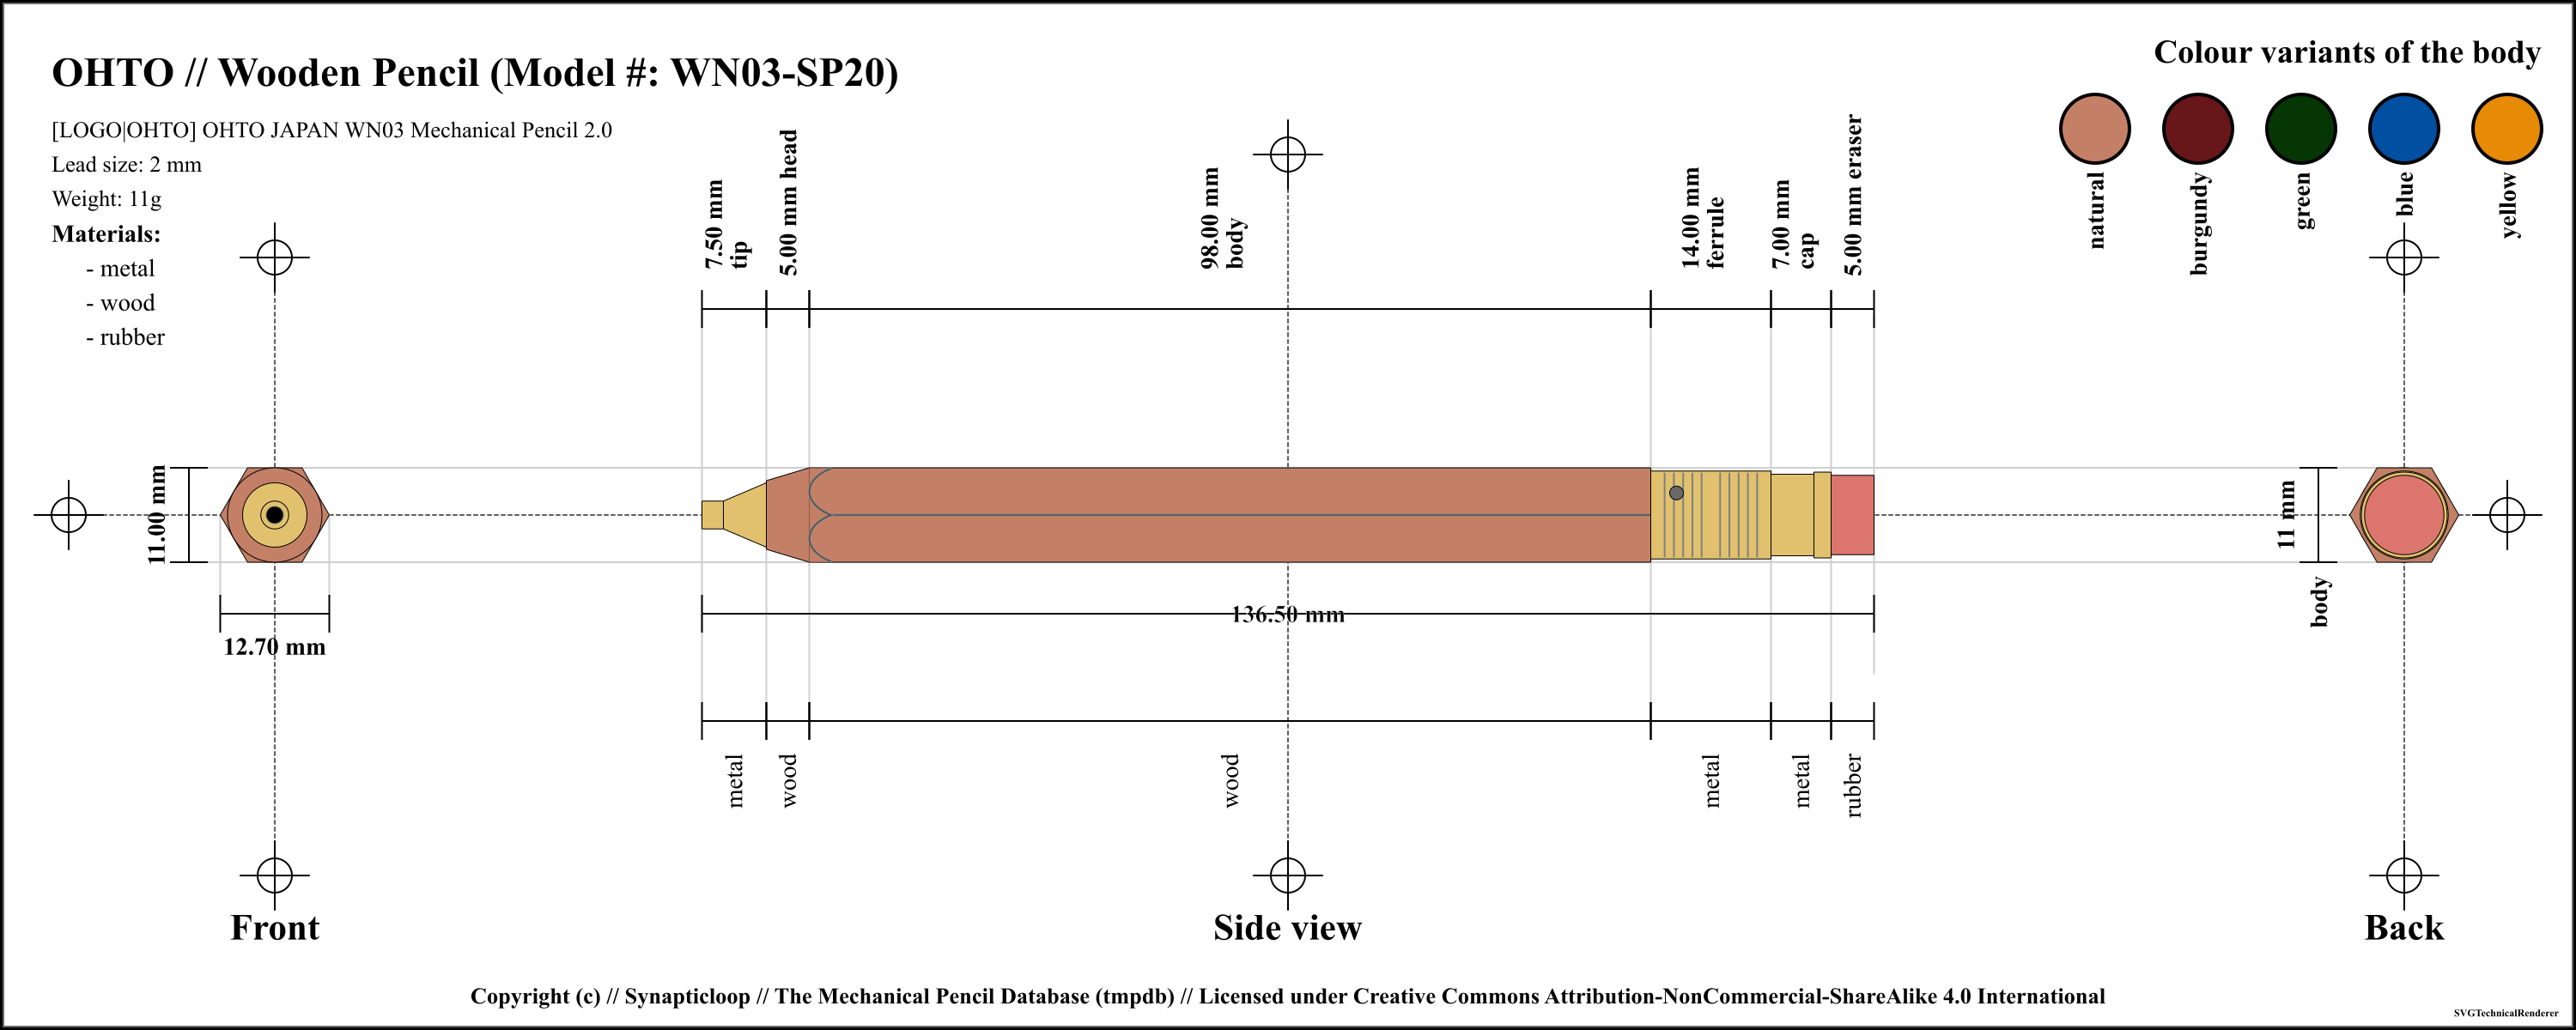 OHTO // Wooden Pencil (Model #: WN03-SP20)
[LOGO|OHTO] OHTO JAPAN WN03 Mechanical Pencil 2.0
Lead size: 2 mm
Weight: 11g
Materials:
- metal
- wood
- rubber
Colour variants of the body
natural
burgundy
green
blue
yellow
7.50 mm
tip
5.00 mm head
98.00 mm
body
14.00 mm
ferrule
7.00 mm
cap
5.00 mm eraser
11.00 mm
12.70 mm
136.50 mm
11 mm
body
metal
wood
wood
metal
metal
rubber
Front
Side view
Back
Copyright (c) // Synapticloop // The Mechanical Pencil Database (tmpdb) // Licensed under Creative Commons Attribution-NonCommercial-ShareAlike 4.0 International
SVGTechnicalRenderer